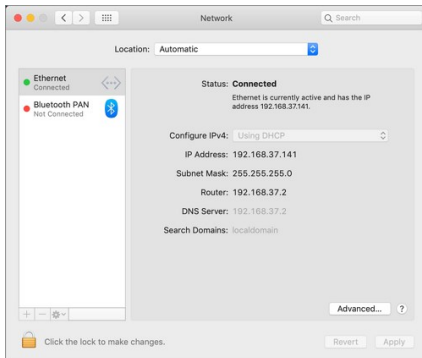 Network
Search
Location: Automatic
Ethernet
Connected
Bluetooth PAN
Not Connected
Status: Connected
Ethernet is currently active and has the IP
address 192.168.37.141.
Configure IPv4: Using DHCP
IP Address: 192.168.37.141
Subnet Mask: 255.255.255.0
Router: 192.168.37.2
DNS Server: 192.168.37.2
Search Domains: localdomain
Advanced... ?
Click the lock to make changes.
Revert Apply